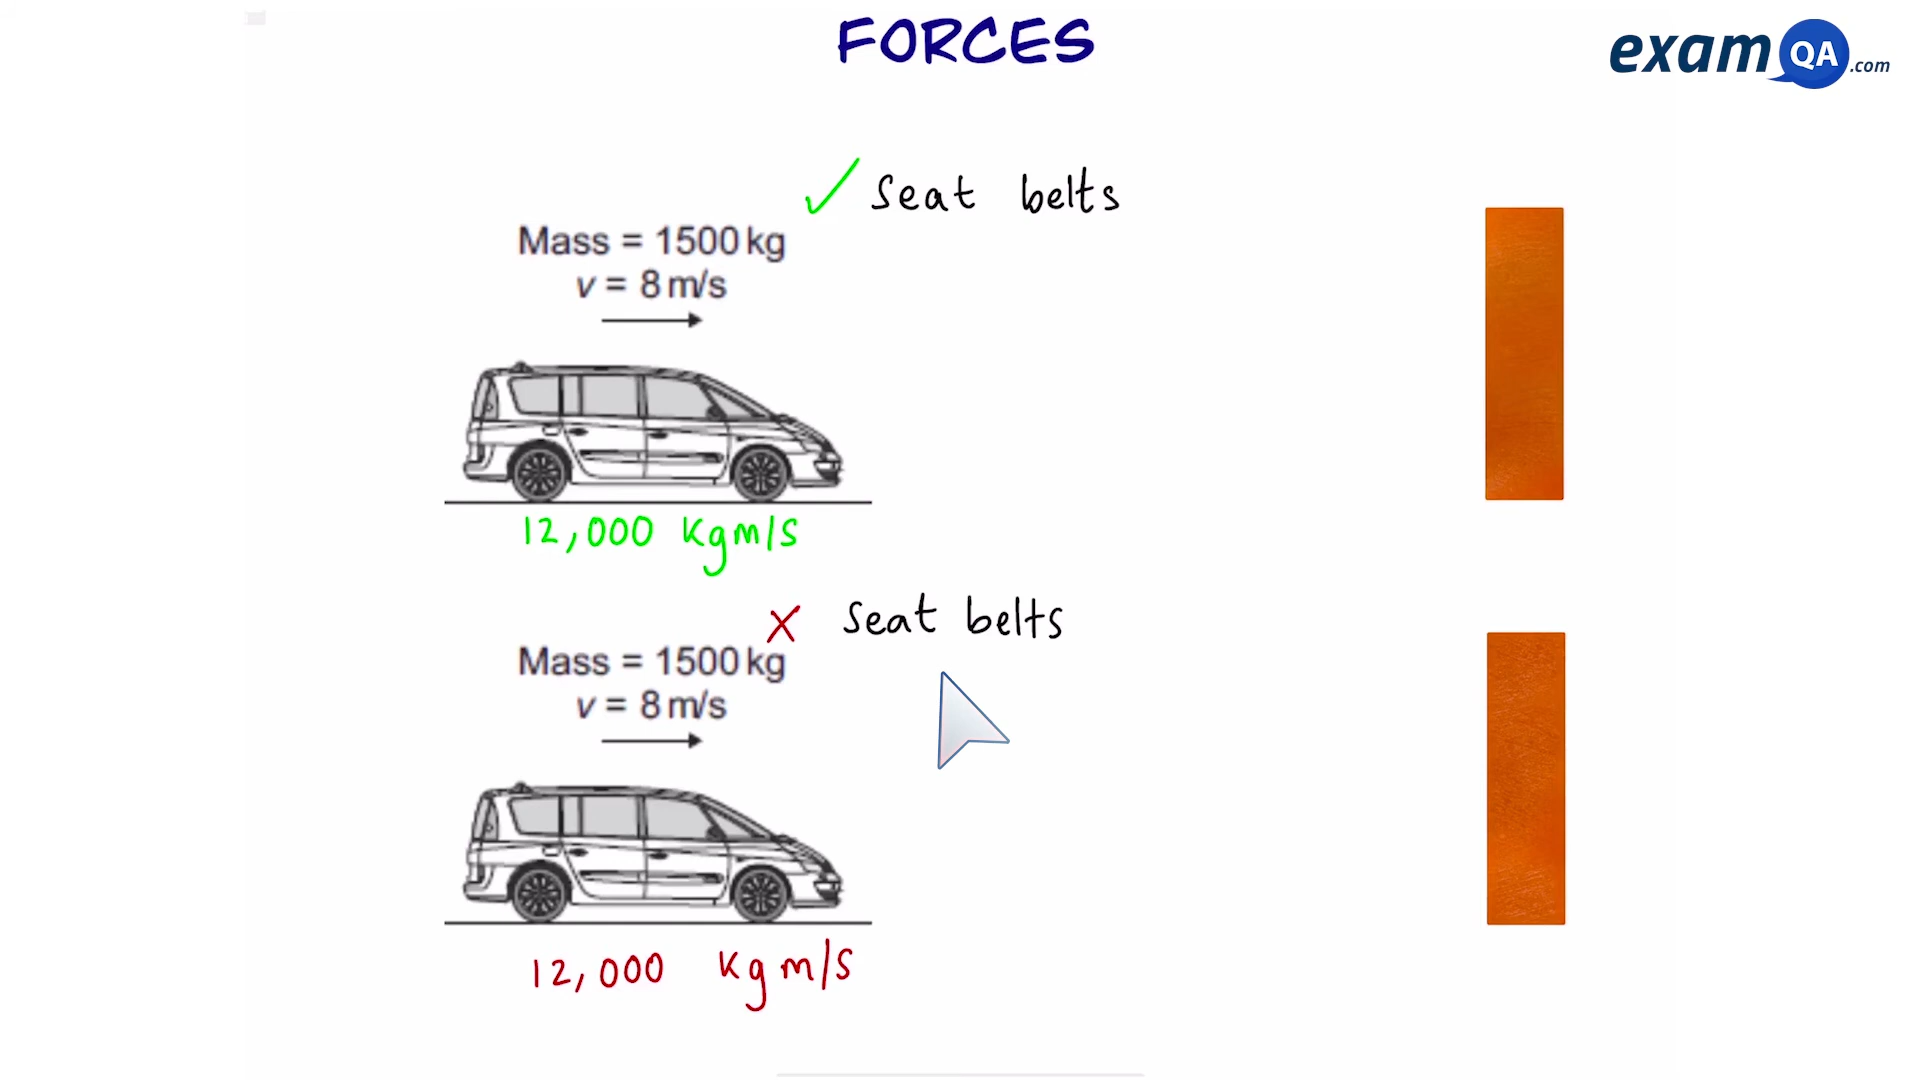 FORCES
examQA.com
✓ Seat belts
Mass = 1500 kg
v = 8 m/s
12,000 Kgm/s
X Seat belts
Mass = 1500 kg
v = 8 m/s
12,000 Kgm/s